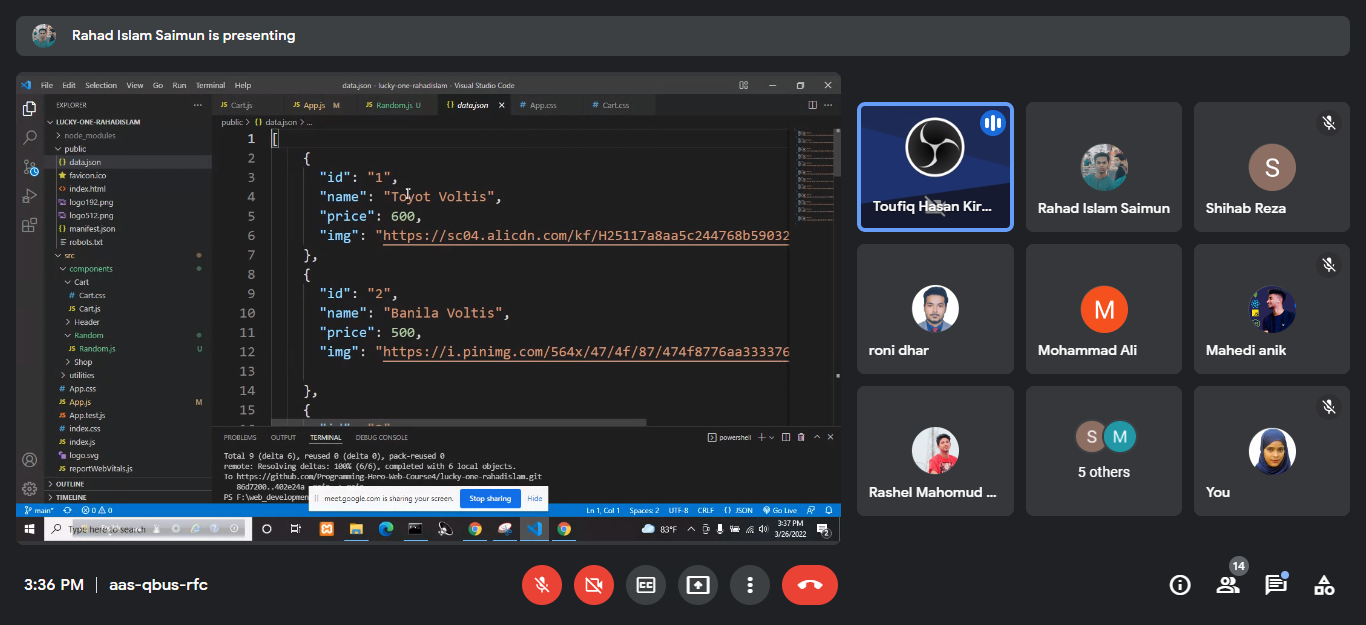 Rahad Islam Saimun is presenting
File Edit Selection View Go Run Terminal Help
data.json - lucky-one-rahadislam - Visual Studio Code
EXPLORER
LUCKY-ONE-RAHADISLAM
node_modules
public
{} data.json
favicon.ico
<> index.html
logo192.png
logo512.png
{} manifest.json
robots.txt
src
components
Cart
# Cart.css
JS Cart.js
Header
Random
JS Random.js U
Shop
utilities
# App.css
JS App.js M
JS App.test.js
# index.css
JS index.js
logo.svg
JS reportWebVitals.js
OUTLINE
TIMELINE
JS Cart.js JS App.js M JS Random.js U {} data.json # App.css # Cart.css
public > {} data.json > ...
1 [
2 {
3 "id": "1",
4 "name": "Toyot Voltis",
5 "price": 600,
6 "img": "https://sc04.alicdn.com/kf/H25117a8aa5c244768b59032
7 },
8 {
9 "id": "2",
10 "name": "Banila Voltis",
11 "price": 500,
12 "img": "https://i.pinimg.com/564x/47/4f/87/474f8776aa333376
13
14 },
15 {
PROBLEMS OUTPUT TERMINAL DEBUG CONSOLE
powershell
Total 9 (delta 6), reused 0 (delta 0), pack-reused 0
remote: Resolving deltas: 100% (6/6), completed with 6 local objects.
To https://github.com/Programming-Hero-Web-Course4/lucky-one-rahadislam.git
86d7200..402e24a
PS F:\web_developmen
meet.google.com is sharing your screen. Stop sharing Hide
main* 0 0 Ln 1, Col 1 Spaces: 2 UTF-8 CRLF {} JSON Go Live
Type here to search
83°F
3:37 PM
3/26/2022
2
Toufiq Hasan Kir...
Rahad Islam Saimun
S
Shihab Reza
roni dhar
M
Mohammad Ali
Mahedi anik
Rashel Mahomud ...
S M
5 others
You
3:36 PM | aas-qbus-rfc
14